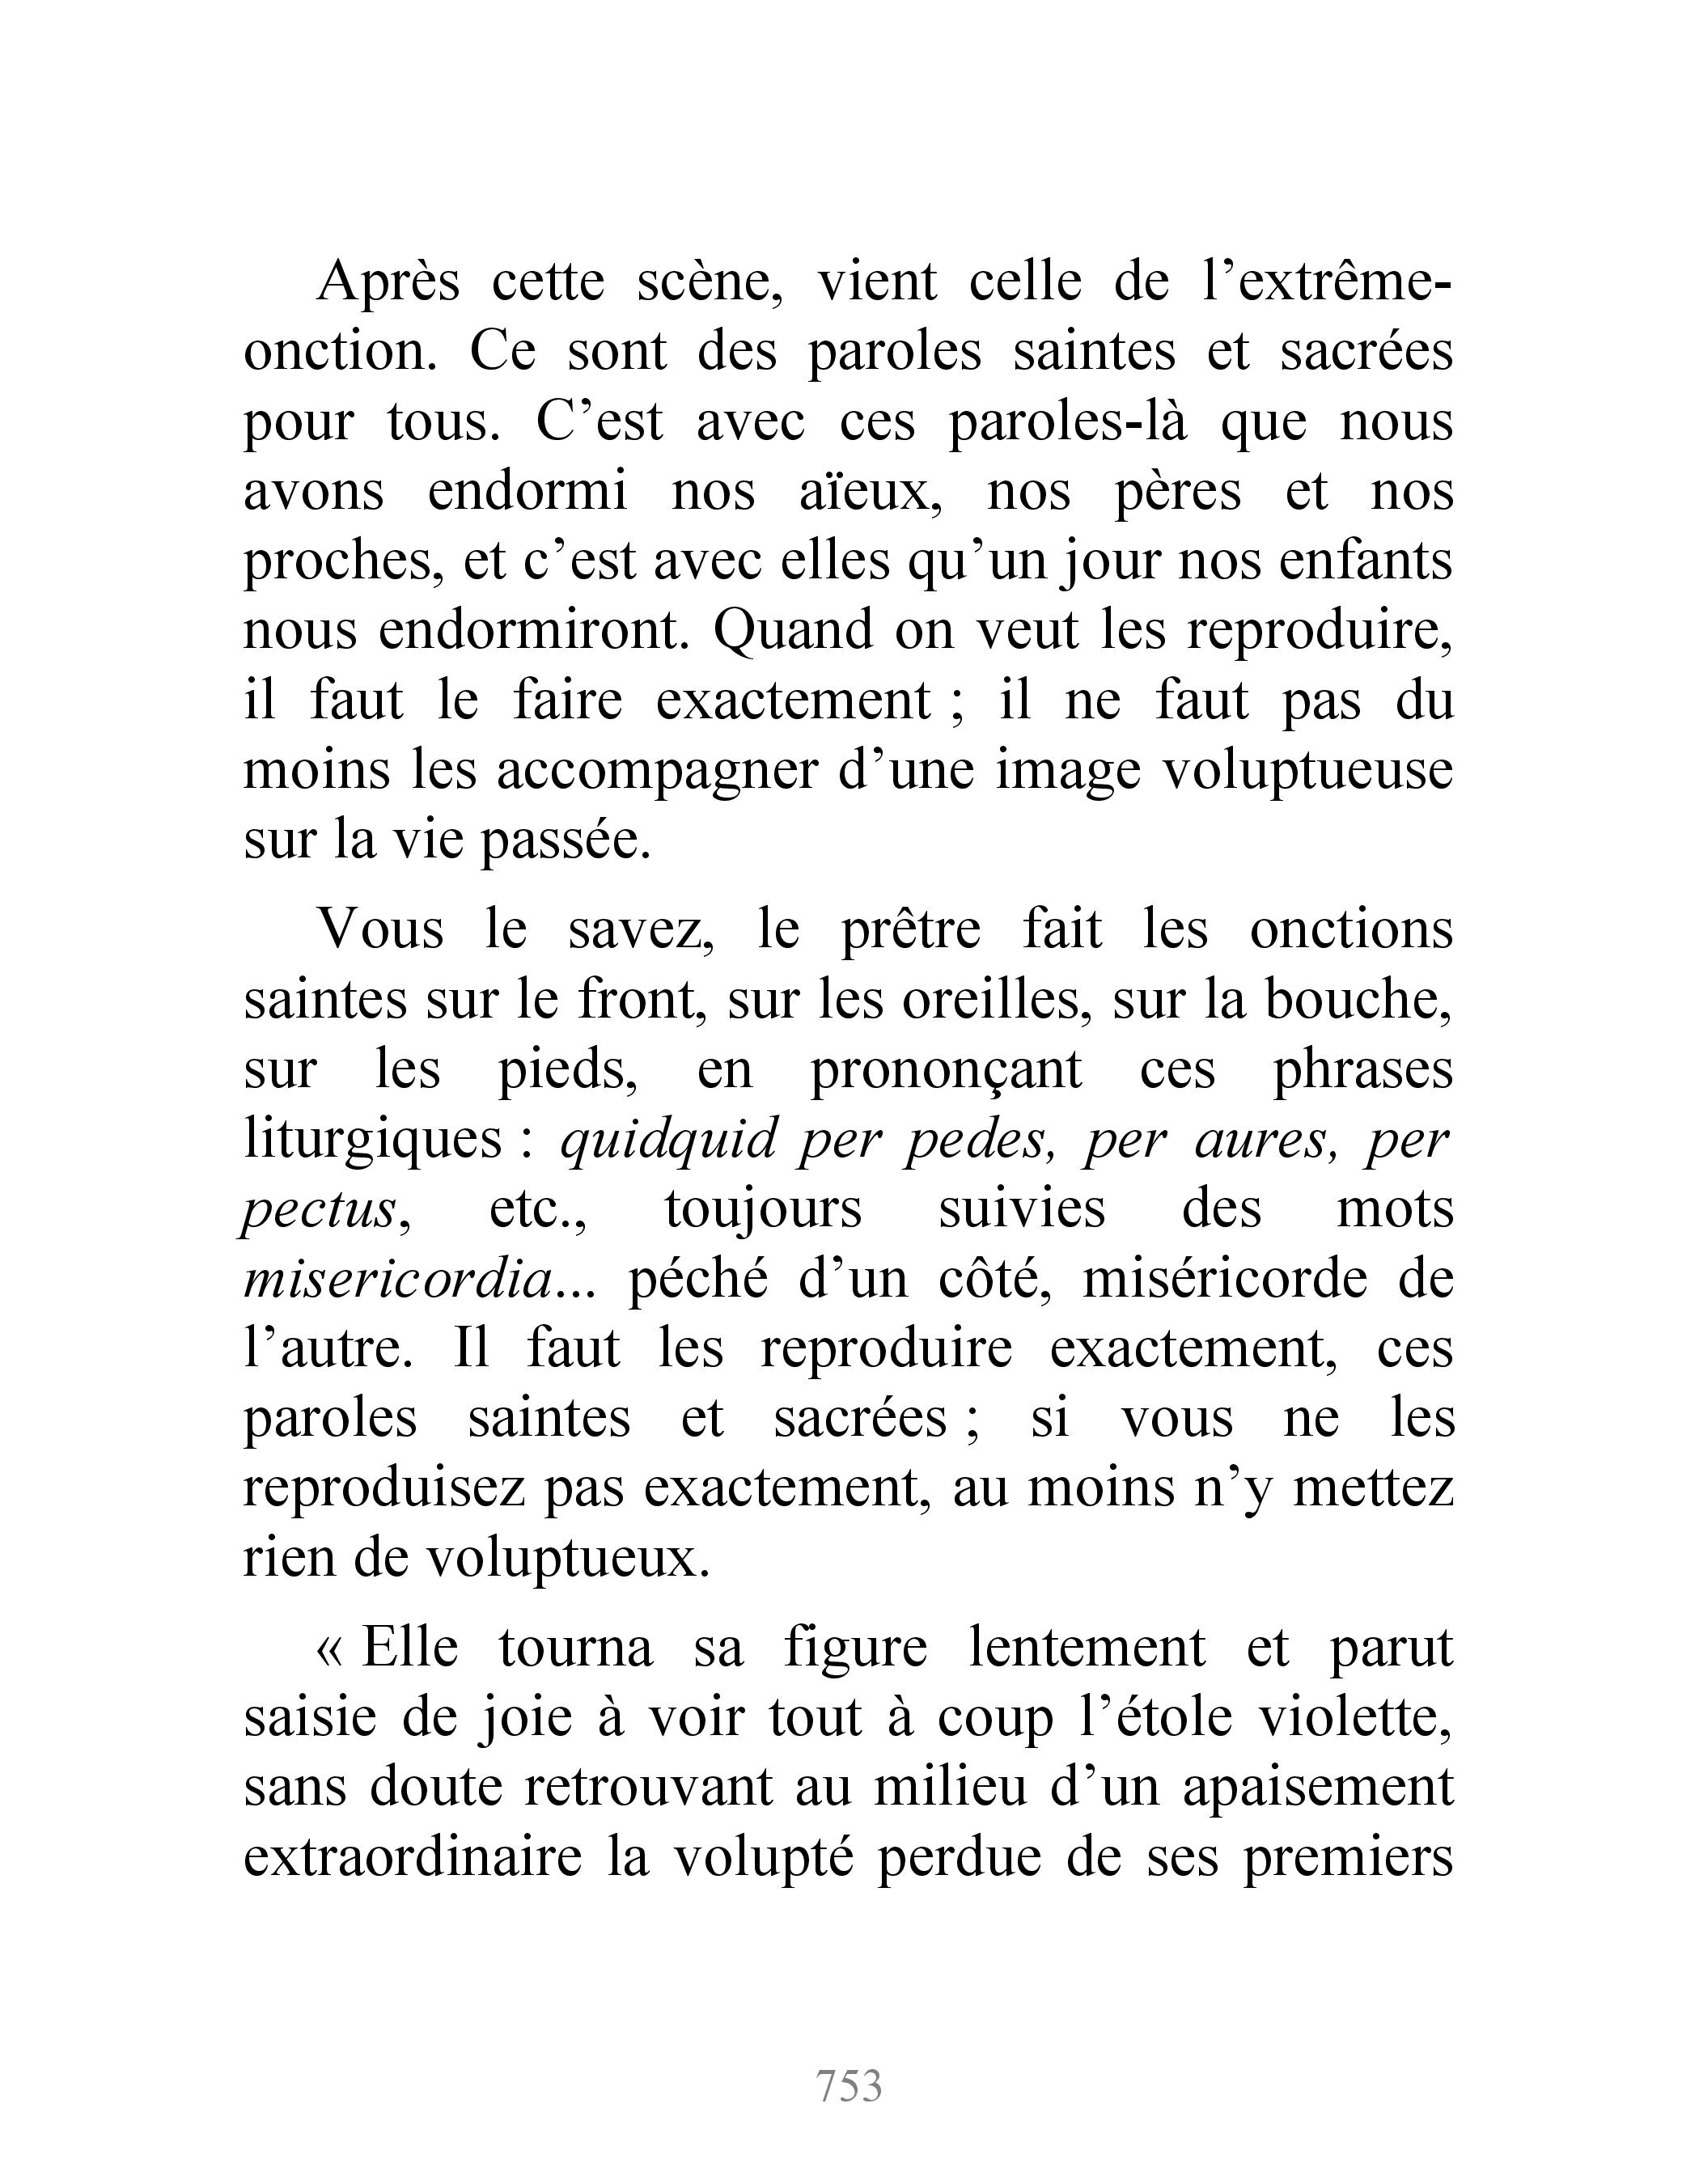 Après cette scène, vient celle de l’extrême-
onction. Ce sont des paroles saintes et sacrées
pour tous. C’est avec ces paroles-là que nous
avons endormi nos aïeux, nos pères et nos
proches, et c’est avec elles qu’un jour nos enfants
nous endormiront. Quand on veut les reproduire,
il faut le faire exactement ; il ne faut pas du
moins les accompagner d’une image voluptueuse
sur la vie passée.
Vous le savez, le prêtre fait les onctions
saintes sur le front, sur les oreilles, sur la bouche,
sur les pieds, en prononçant ces phrases
liturgiques : quidquid per pedes, per aures, per
pectus, etc., toujours suivies des mots
misericordia... péché d’un côté, miséricorde de
l’autre. Il faut les reproduire exactement, ces
paroles saintes et sacrées ; si vous ne les
reproduisez pas exactement, au moins n’y mettez
rien de voluptueux.
« Elle tourna sa figure lentement et parut
saisie de joie à voir tout à coup l’étole violette,
sans doute retrouvant au milieu d’un apaisement
extraordinaire la volupté perdue de ses premiers
753